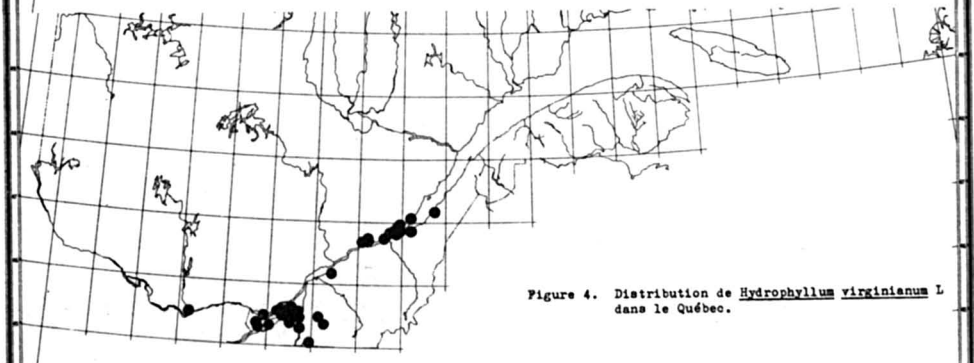 Figure 4. Distribution de Hydrophyllum virginianum L
dans le Québec.